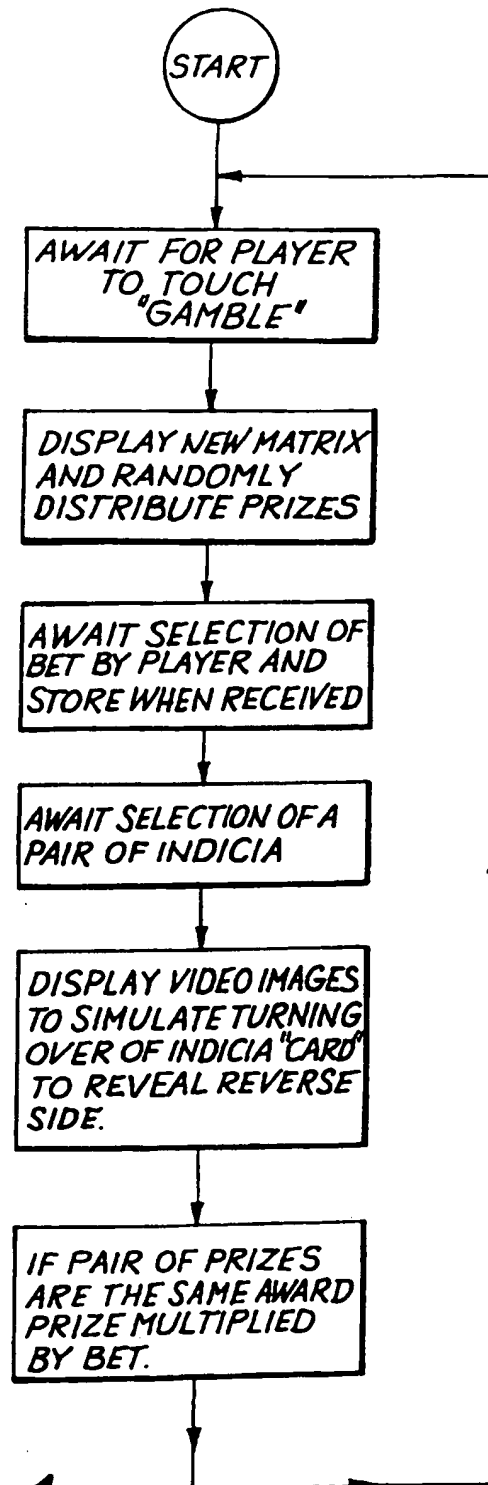 START
AWAIT FOR PLAYER
TO TOUCH
"GAMBLE"
DISPLAY NEW MATRIX
AND RANDOMLY
DISTRIBUTE PRIZES
AWAIT SELECTION OF
BET BY PLAYER AND
STORE WHEN RECEIVED
AWAIT SELECTION OF A
PAIR OF INDICIA
DISPLAY VIDEO IMAGES
TO SIMULATE TURNING
OVER OF INDICIA "CARD"
TO REVEAL REVERSE
SIDE.
IF PAIR OF PRIZES
ARE THE SAME AWARD
PRIZE MULTIPLIED
BY BET.